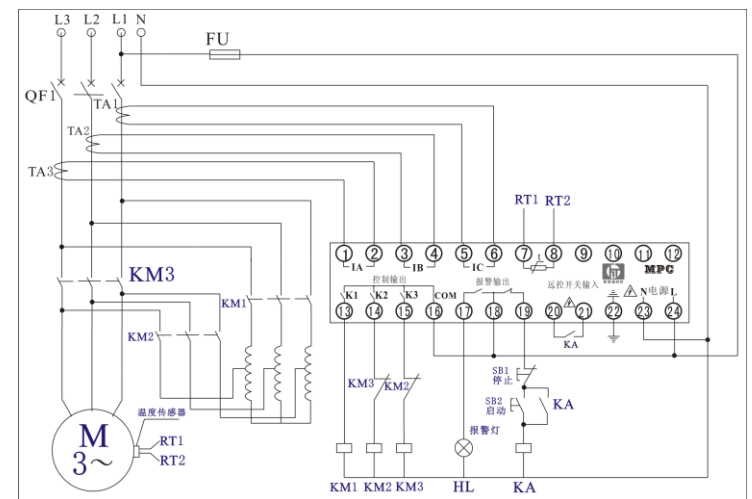 L3 L2 L1 N
FU
QF1
TA1
TA2
TA3
RT1 RT2
1 2 3 4 5 6 7 8 9 10 11 12
IA IB IC t MPC
控制输出 报警输出 远控开关输入 N电源L
K1 K2 K3 COM
13 14 15 16 17 18 19 20 21 22 23 24
KA
KM3
KM1
KM2
KM3 KM2
SB1
停止
SB2
启动
KA
报警灯
温度传感器
M
3~
RT1
RT2
KM1 KM2 KM3 HL KA